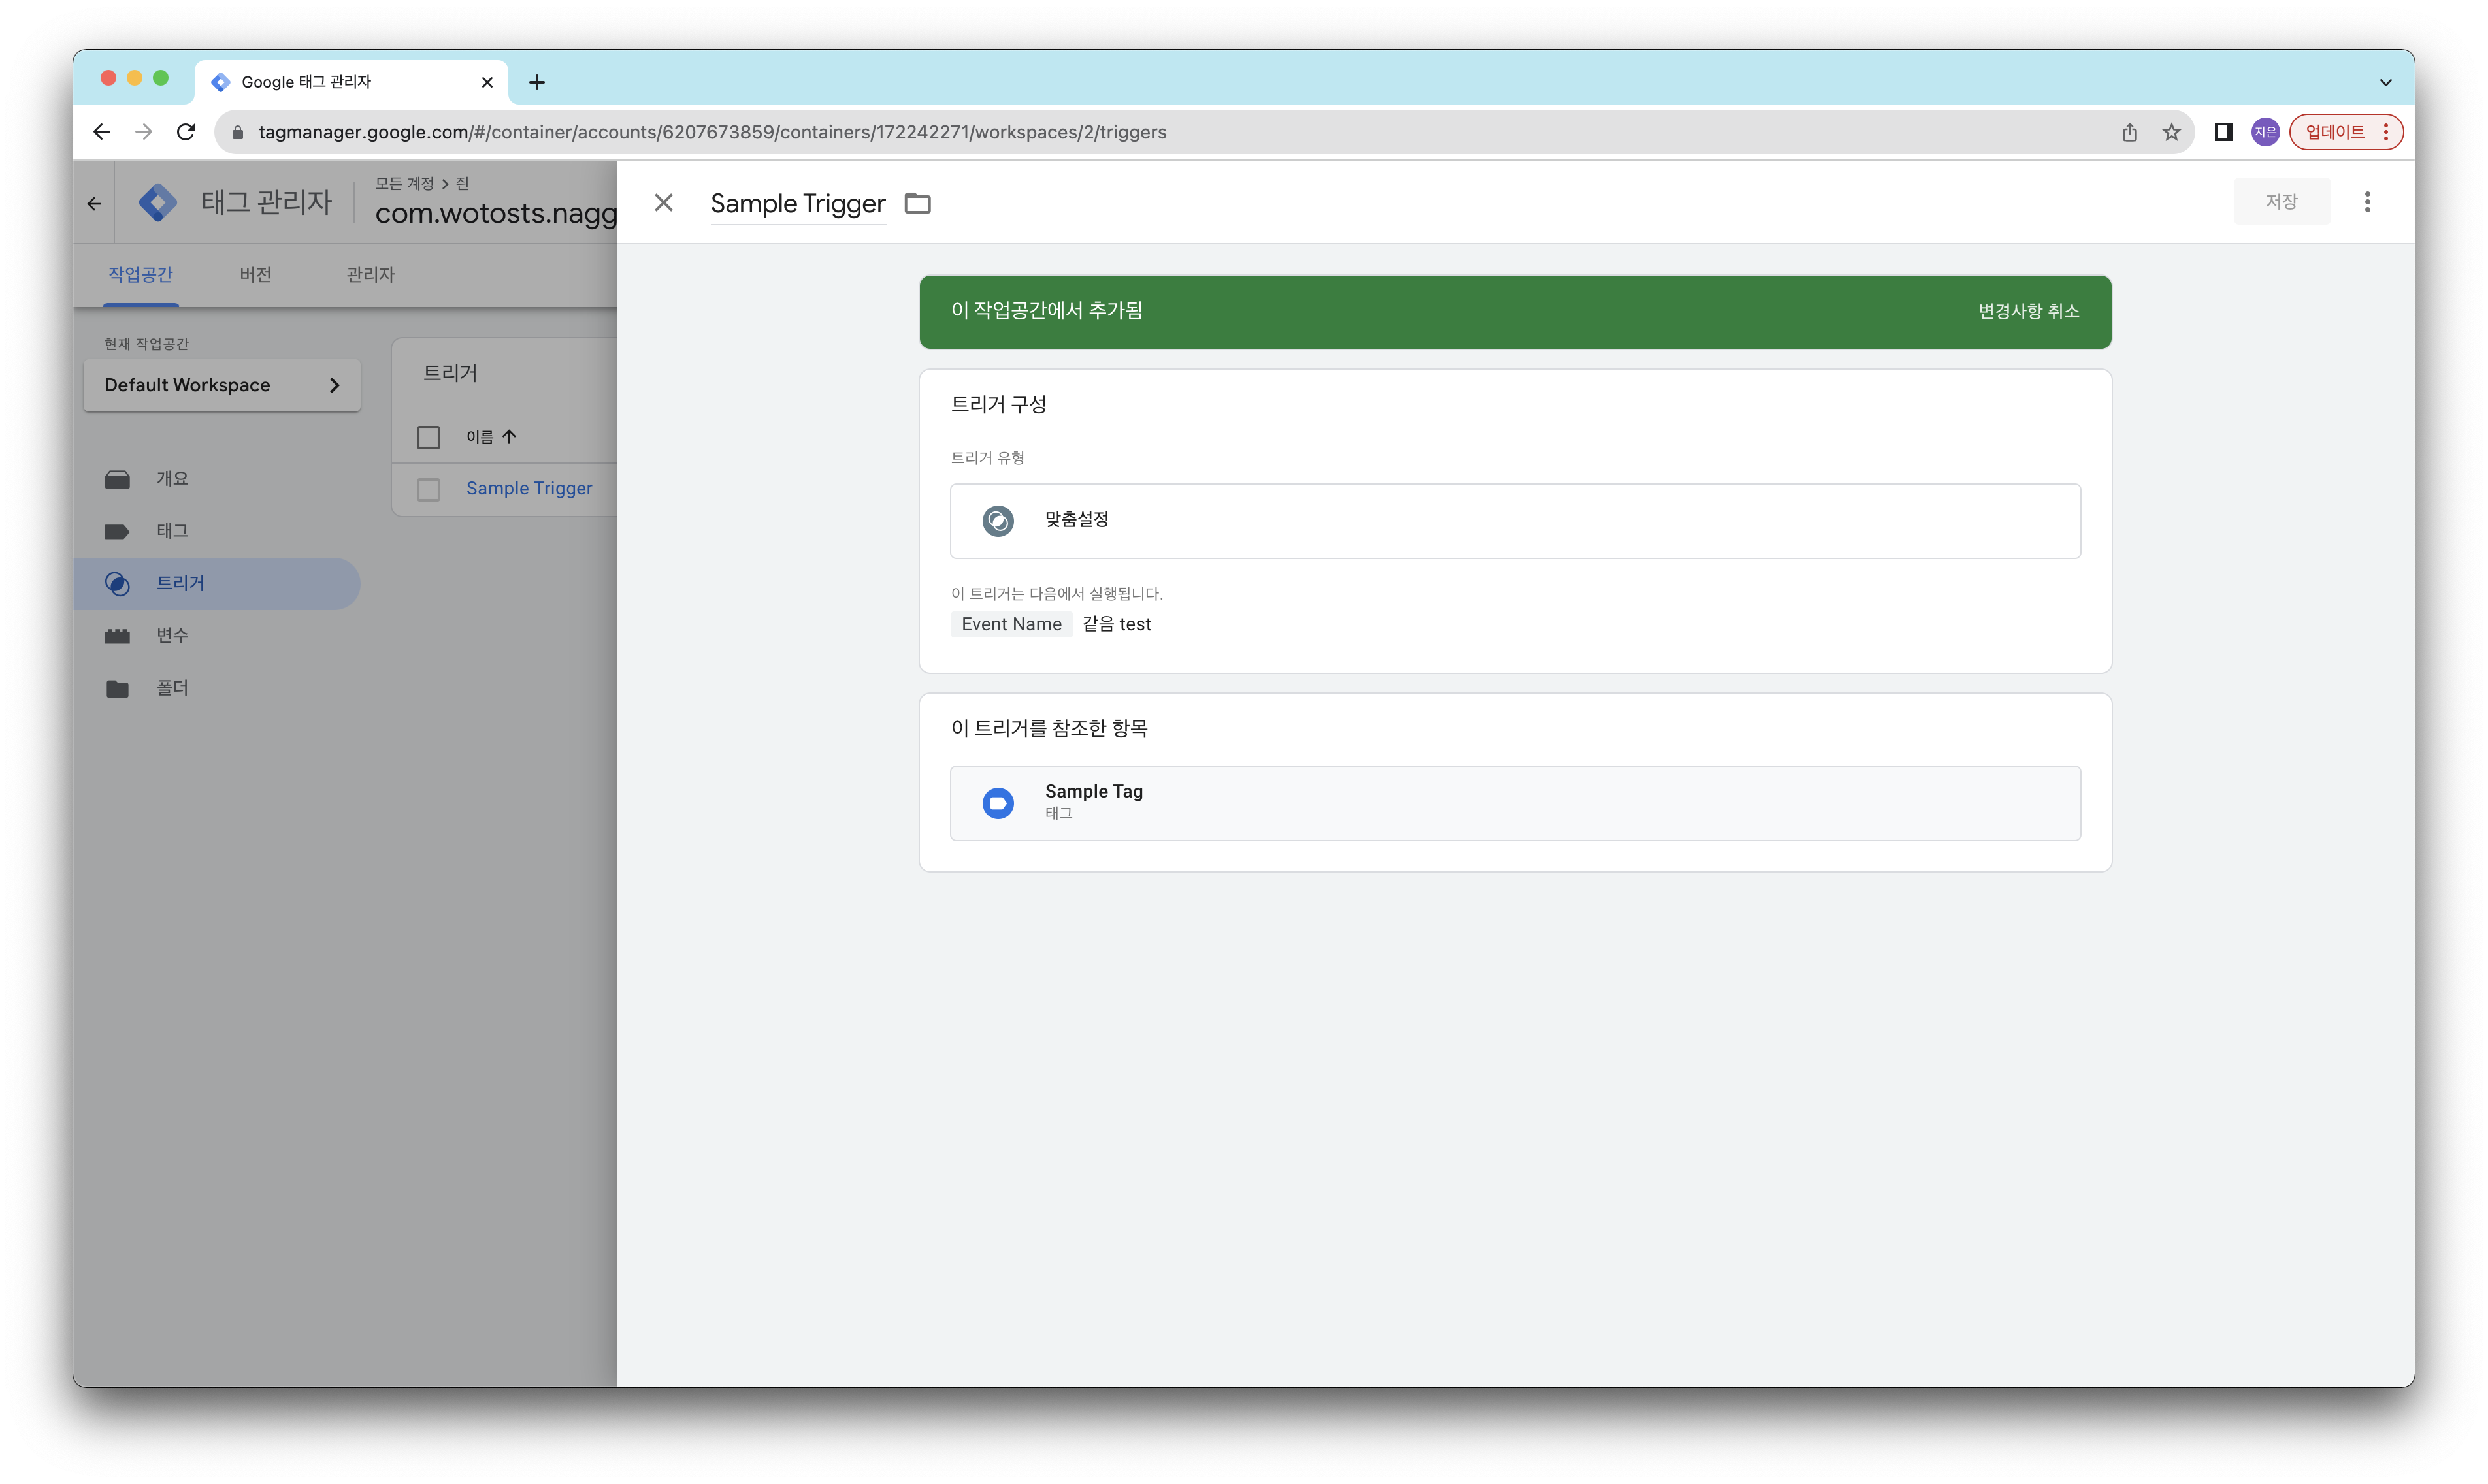 Google 태그 관리자
tagmanager.google.com/#/container/accounts/6207673859/containers/172242271/workspaces/2/triggers
지은
업데이트
태그 관리자
모든 계정 > 진
com.wotosts.nagg
Sample Trigger
저장
작업공간
버전
관리자
이 작업공간에서 추가됨
변경사항 취소
현재 작업공간
Default Workspace
트리거
이름
Sample Trigger
개요
태그
트리거
변수
폴더
트리거 구성
트리거 유형
맞춤설정
이 트리거는 다음에서 실행됩니다.
Event Name 같음 test
이 트리거를 참조한 항목
Sample Tag
태그